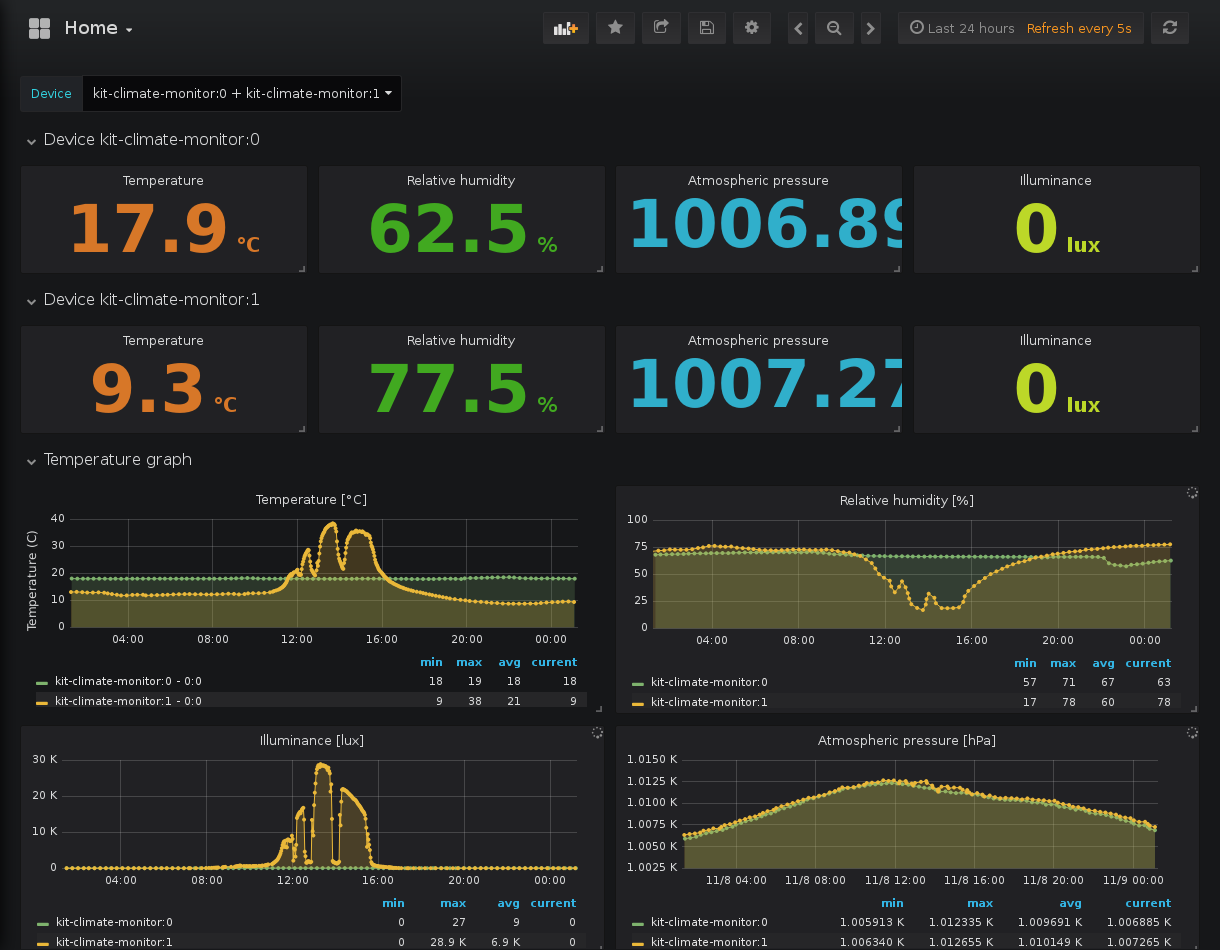 Home
Last 24 hours Refresh every 5s
Device kit-climate-monitor:0 + kit-climate-monitor:1
Device kit-climate-monitor:0
Temperature Relative humidity Atmospheric pressure Illuminance
17.9 °C 62.5 % 1006.89 0 lux
Device kit-climate-monitor:1
Temperature Relative humidity Atmospheric pressure Illuminance
9.3 °C 77.5 % 1007.27 0 lux
Temperature graph
Temperature [°C]
Temperature (C)
40
30
20
10
0
04:00 08:00 12:00 16:00 20:00 00:00
min max avg current
kit-climate-monitor:0 - 0:0 18 19 18 18
kit-climate-monitor:1 - 0:0 9 38 21 9
Relative humidity [%]
100
75
50
25
0
04:00 08:00 12:00 16:00 20:00 00:00
min max avg current
kit-climate-monitor:0 57 71 67 63
kit-climate-monitor:1 17 78 60 78
Illuminance [lux]
30 K
20 K
10 K
0
04:00 08:00 12:00 16:00 20:00 00:00
min max avg current
kit-climate-monitor:0 0 27 9 0
kit-climate-monitor:1 0 28.9 K 6.9 K 0
Atmospheric pressure [hPa]
1.0150 K
1.0125 K
1.0100 K
1.0075 K
1.0050 K
1.0025 K
11/8 04:00 11/8 08:00 11/8 12:00 11/8 16:00 11/8 20:00 11/9 00:00
min max avg current
kit-climate-monitor:0 1.005913 K 1.012335 K 1.009691 K 1.006885 K
kit-climate-monitor:1 1.006340 K 1.012655 K 1.010149 K 1.007265 K